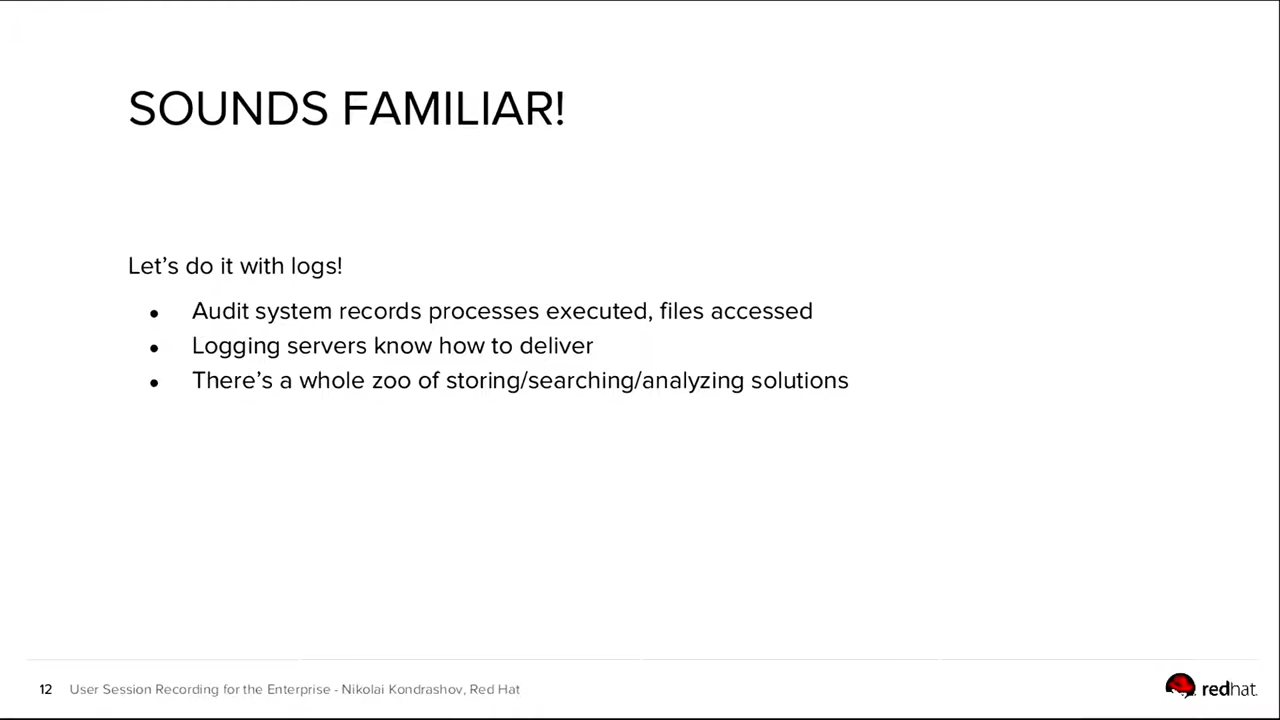 SOUNDS FAMILIAR!
Let's do it with logs!
● Audit system records processes executed, files accessed
● Logging servers know how to deliver
● There's a whole zoo of storing/searching/analyzing solutions
12 User Session Recording for the Enterprise - Nikolai Kondrashov, Red Hat
redhat.